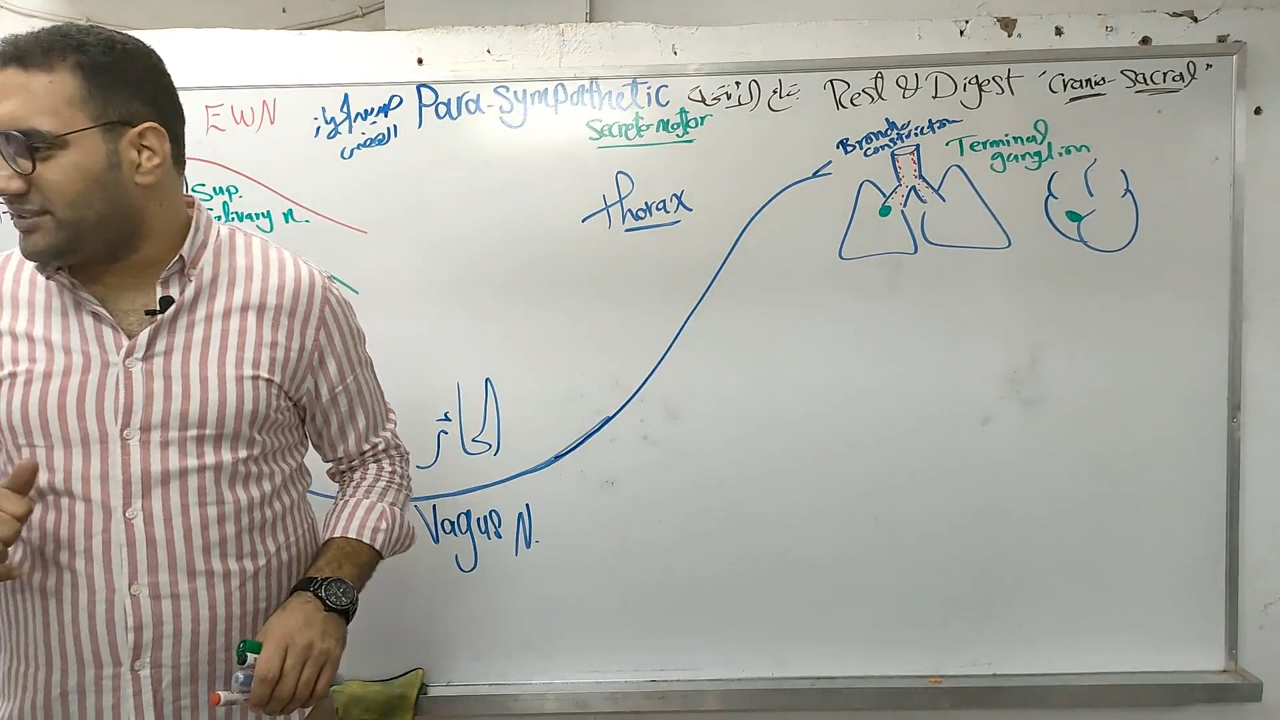 EWN
Para-Sympathetic
Rest & Digest "Cranio-Sacral"
Secreto-motor
Broncho
constriction
Terminal
ganglion
Sup.
n.
thorax
الحائر
Vagus N.